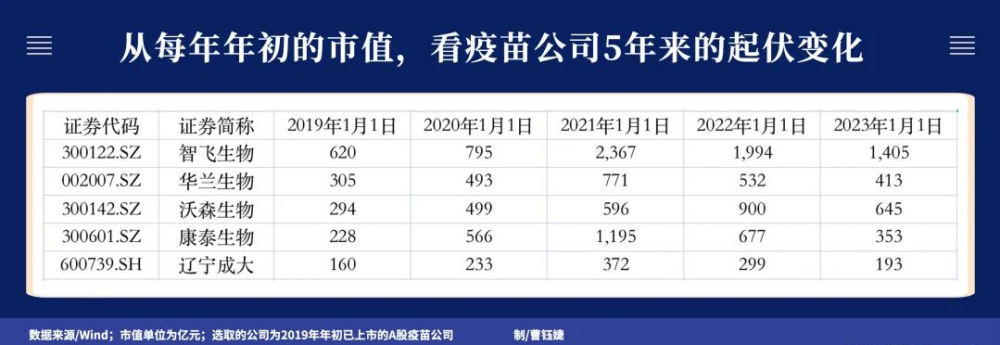 从每年年初的市值，看疫苗公司5年来的起伏变化
证券代码 证券简称 2019年1月1日 2020年1月1日 2021年1月1日 2022年1月1日 2023年1月1日
300122.SZ 智飞生物 620 795 2,367 1,994 1,405
002007.SZ 华兰生物 305 493 771 532 413
300142.SZ 沃森生物 294 499 596 900 645
300601.SZ 康泰生物 228 566 1,195 677 353
600739.SH 辽宁成大 160 233 372 299 193
数据来源/Wind；市值单位为亿元；选取的公司为2019年年初已上市的A股疫苗公司 制/曹钰婕